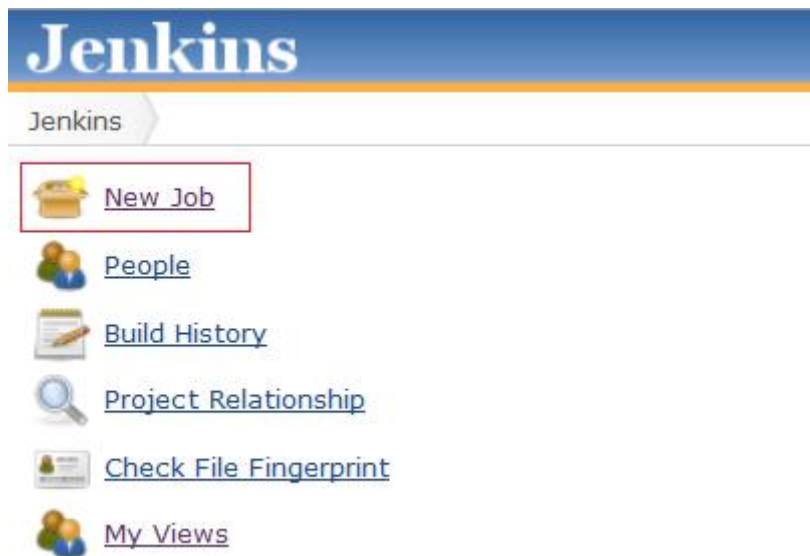 Jenkins
Jenkins
New Job
People
Build History
Project Relationship
Check File Fingerprint
My Views